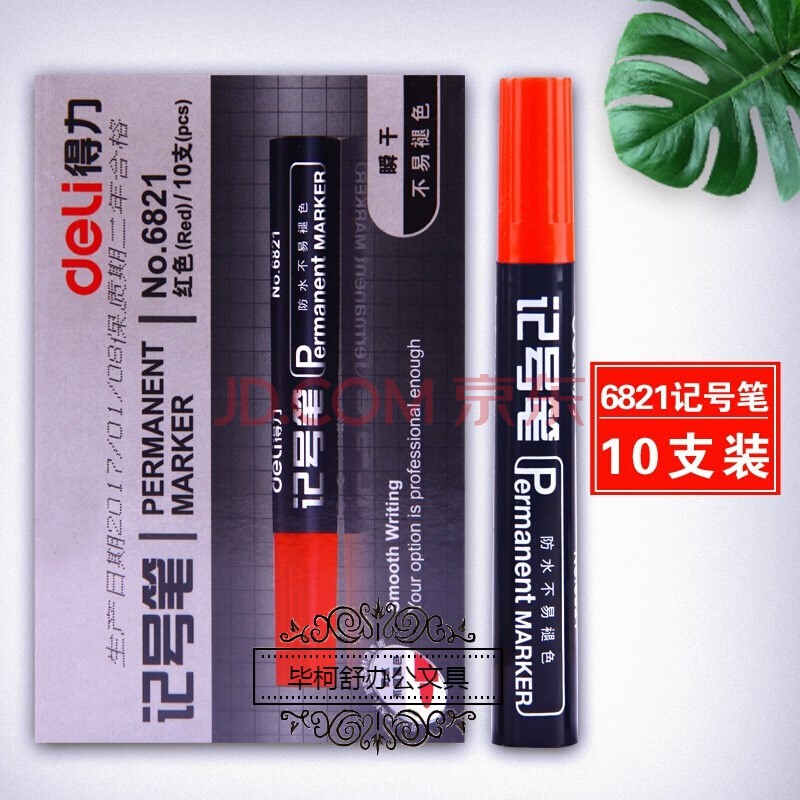 deli得力
No.6821
红色(Red)/10支(pcs)
PERMANENT
MARKER
记号笔
生产日期2017/01/08保质期二年合格
瞬干
不易褪色
No.6821
防水不易褪色
Permanent MARKER
记号笔
deli得力
Smooth Writing
Your option is professional enough
JD.COM 京东
毕柯舒办公文具
记号笔
防水不易褪色
Permanent MARKER
6821记号笔
10支装